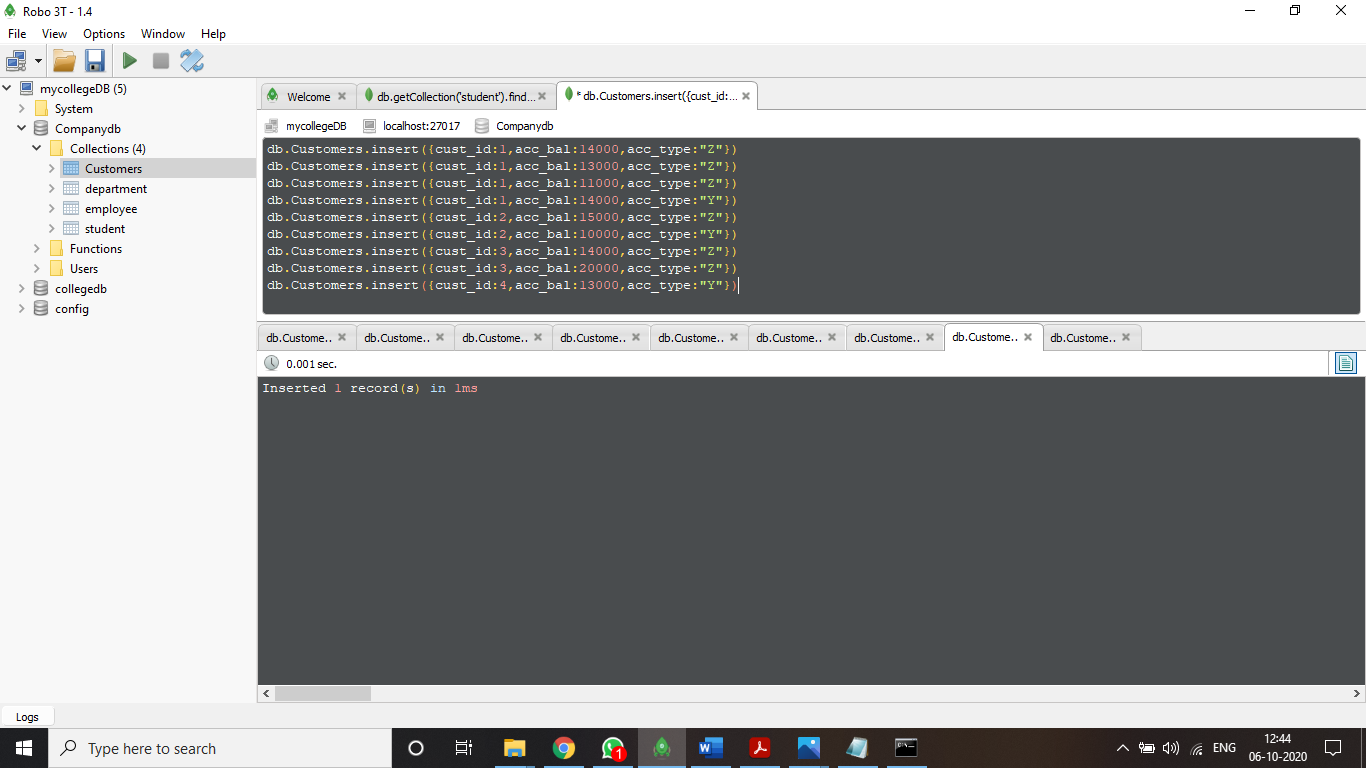 Robo 3T - 1.4
File View Options Window Help
mycollegeDB (5)
System
Companydb
Collections (4)
Customers
department
employee
student
Functions
Users
collegedb
config
Welcome
db.getCollection('student').find...
* db.Customers.insert({cust_id:...
mycollegeDB localhost:27017 Companydb
db.Customers.insert({cust_id:1,acc_bal:14000,acc_type:"Z"})
db.Customers.insert({cust_id:1,acc_bal:13000,acc_type:"Z"})
db.Customers.insert({cust_id:1,acc_bal:11000,acc_type:"Z"})
db.Customers.insert({cust_id:1,acc_bal:14000,acc_type:"Y"})
db.Customers.insert({cust_id:2,acc_bal:15000,acc_type:"Z"})
db.Customers.insert({cust_id:2,acc_bal:10000,acc_type:"Y"})
db.Customers.insert({cust_id:3,acc_bal:14000,acc_type:"Z"})
db.Customers.insert({cust_id:3,acc_bal:20000,acc_type:"Z"})
db.Customers.insert({cust_id:4,acc_bal:13000,acc_type:"Y"})
db.Custome.. db.Custome.. db.Custome.. db.Custome.. db.Custome.. db.Custome.. db.Custome.. db.Custome.. db.Custome..
0.001 sec.
Inserted 1 record(s) in 1ms
Logs
Type here to search
1
ENG
12:44
06-10-2020